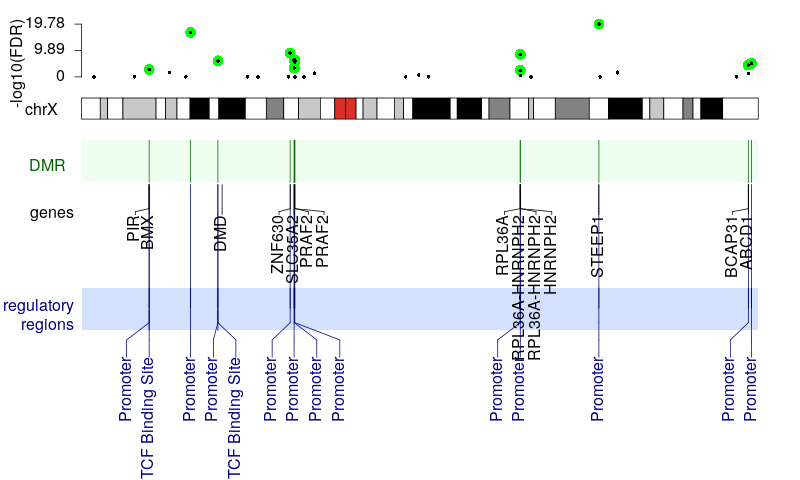 -log10(FDR)
19.78
9.89
0
chrX
DMR
genes
PIR
BMX
DMD
ZNF630
SLC35A2
PRAF2
PRAF2
RPL36A
RPL36A-HNRNPH2
RPL36A-HNRNPH2
HNRNPH2
STEEP1
BCAP31
ABCD1
regulatory
regions
Promoter
TCF Binding Site
Promoter
Promoter
TCF Binding Site
Promoter
Promoter
Promoter
Promoter
Promoter
Promoter
Promoter
Promoter
Promoter